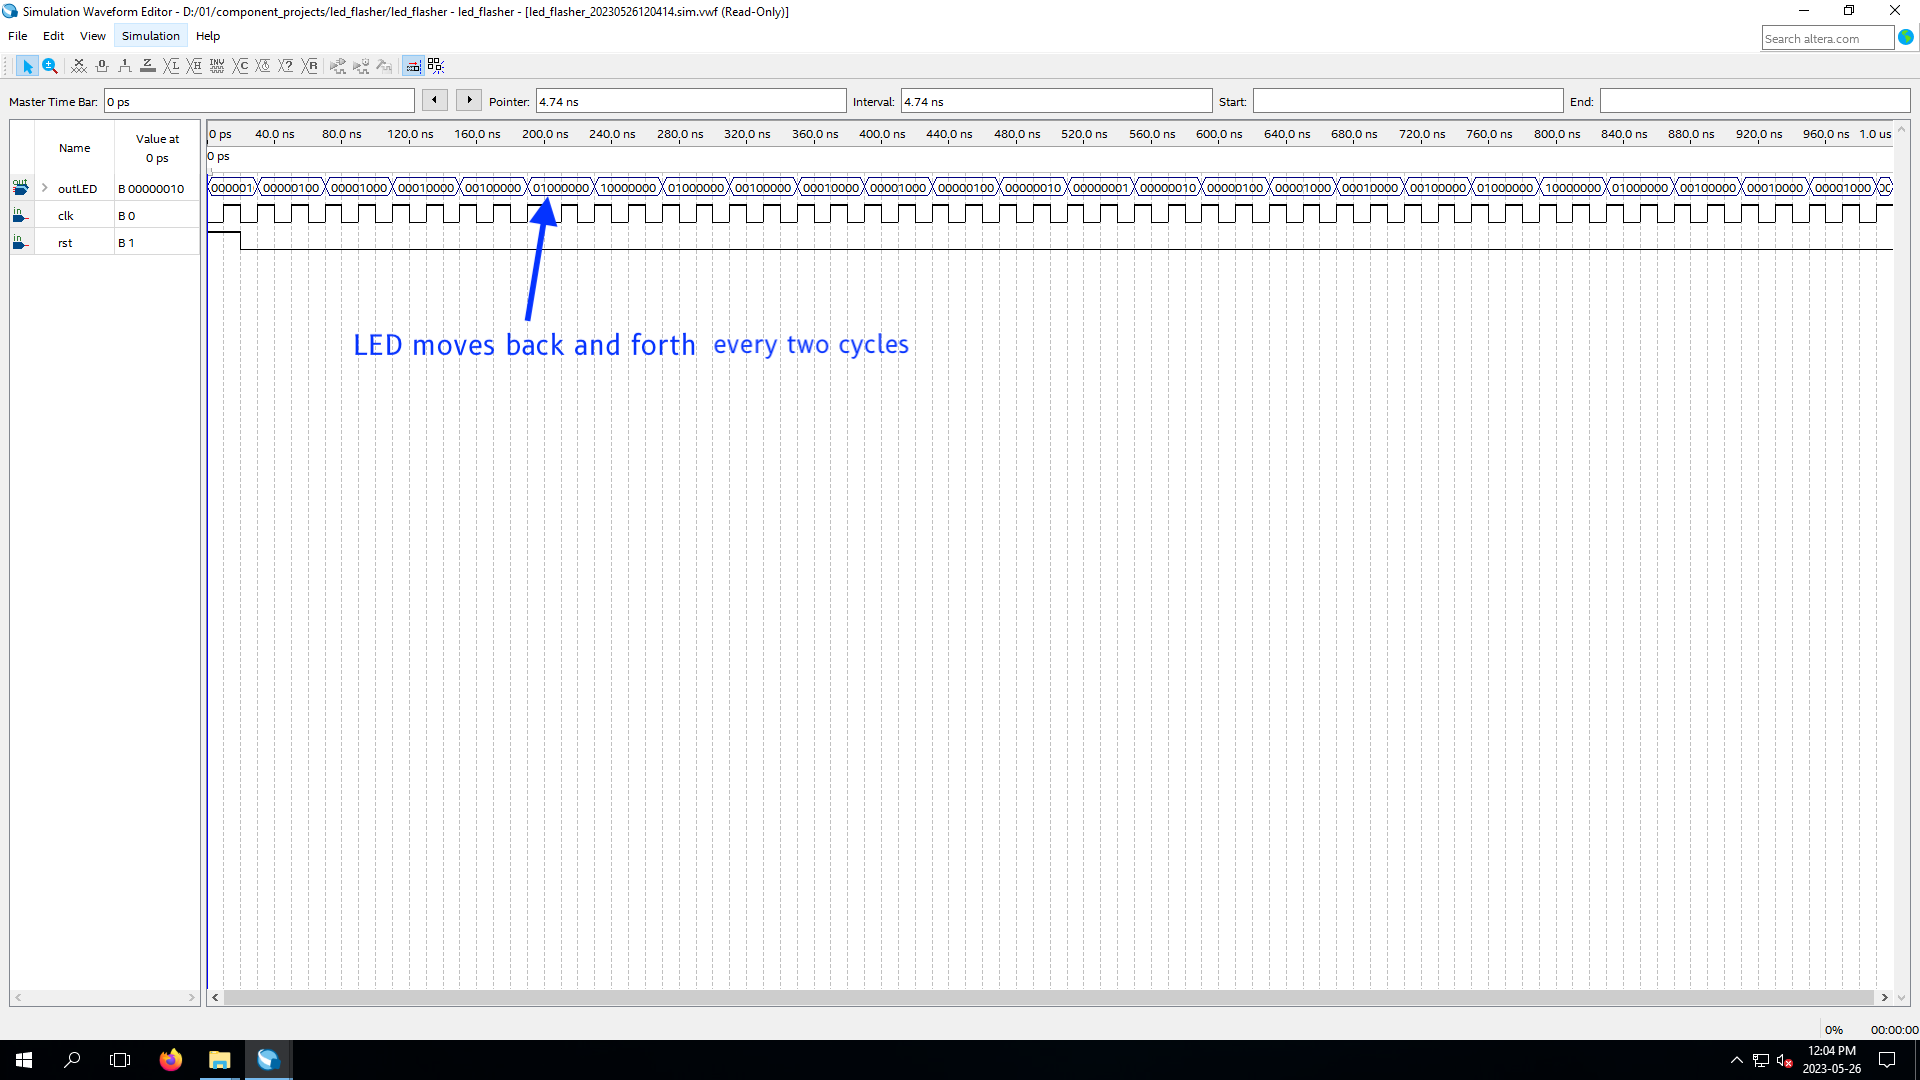 Simulation Waveform Editor - D:/01/component_projects/led_flasher/led_flasher - led_flasher - [led_flasher_20230526120414.sim.vwf (Read-Only)]
File Edit View Simulation Help
Search altera.com
Master Time Bar: 0 ps Pointer: 4.74 ns Interval: 4.74 ns Start: End:
Name Value at 0 ps
0 ps 40.0 ns 80.0 ns 120.0 ns 160.0 ns 200.0 ns 240.0 ns 280.0 ns 320.0 ns 360.0 ns 400.0 ns 440.0 ns 480.0 ns 520.0 ns 560.0 ns 600.0 ns 640.0 ns 680.0 ns 720.0 ns 760.0 ns 800.0 ns 840.0 ns 880.0 ns 920.0 ns 960.0 ns 1.0 us
0 ps
out outLED B 00000010 000001 00000100 00001000 00010000 00100000 01000000 10000000 01000000 00100000 00010000 00001000 00000100 00000010 00000001 00000010 00000100 00001000 00010000 00100000 01000000 10000000 01000000 00100000 00010000 00001000 00
in clk B 0
in rst B 1
LED moves back and forth every two cycles
0% 00:00:00
12:04 PM
2023-05-26